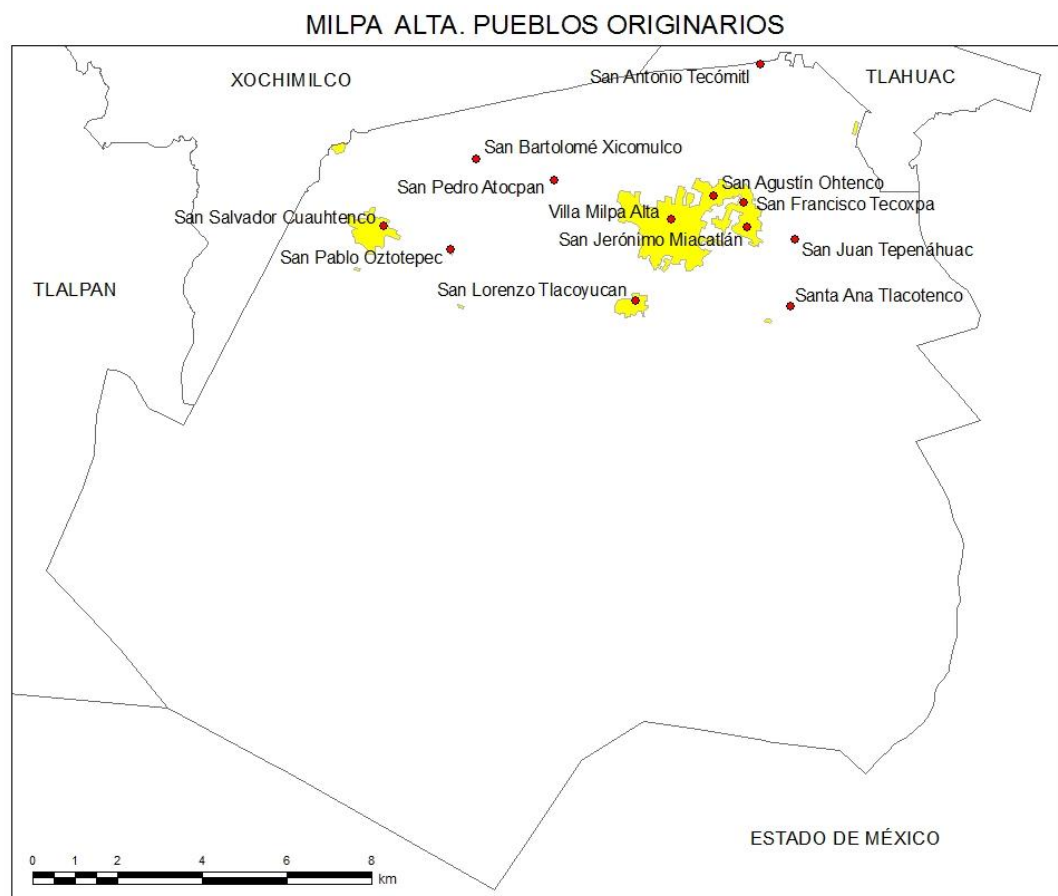 MILPA ALTA. PUEBLOS ORIGINARIOS
XOCHIMILCO
San Antonio Tecómitl
TLAHUAC
San Bartolomé Xicomulco
San Pedro Atocpan
San Agustín Ohtenco
San Francisco Tecoxpa
San Salvador Cuauhtenco
Villa Milpa Alta
San Jerónimo Miacatlán
San Juan Tepenáhuac
San Pablo Oztotepec
TLALPAN
San Lorenzo Tlacoyucan
Santa Ana Tlacotenco
ESTADO DE MÉXICO
0 1 2 4 6 8
km